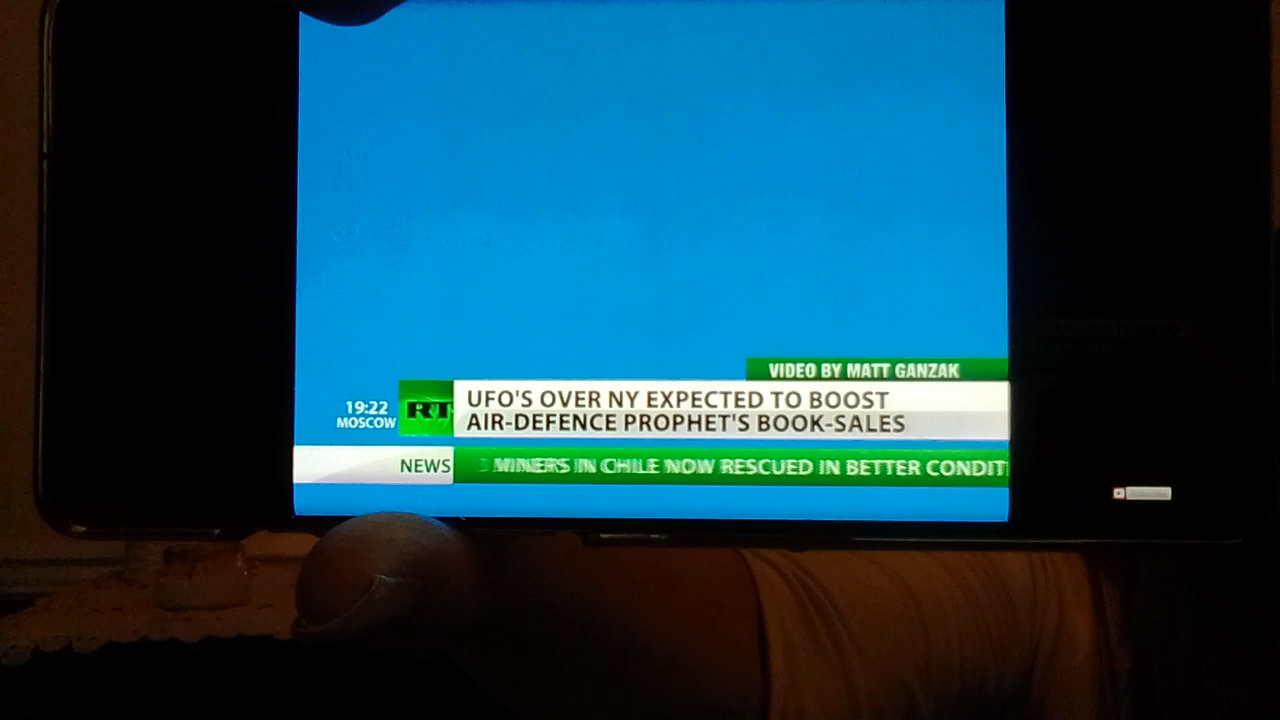 VIDEO BY MATT GANZAK
19:22
MOSCOW
RT
UFO'S OVER NY EXPECTED TO BOOST
AIR-DEFENCE PROPHET'S BOOK-SALES
NEWS
MINERS IN CHILE NOW RESCUED IN BETTER CONDIT